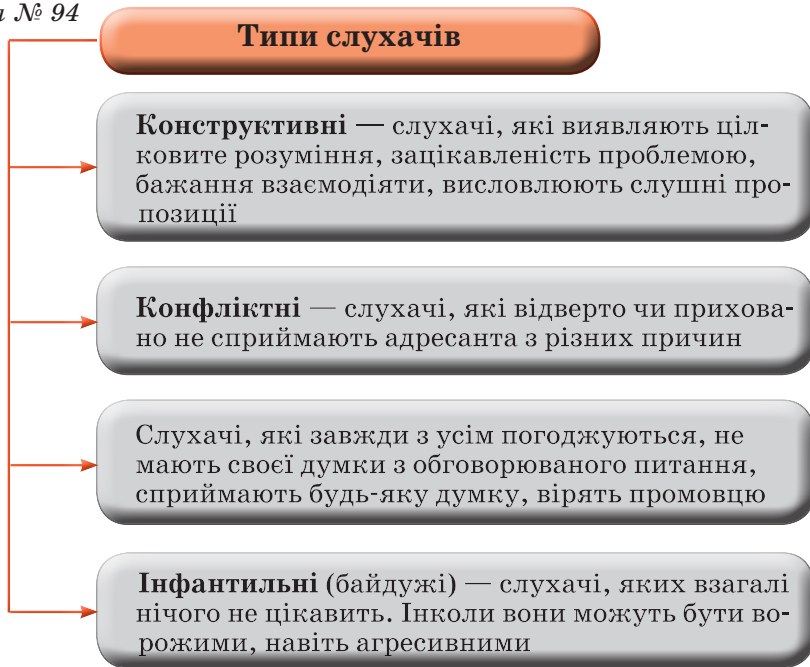 № 94
Типи слухачів
Конструктивні — слухачі, які виявляють ціл-
ковите розуміння, зацікавленість проблемою,
бажання взаємодіяти, висловлюють слушні про-
позиції
Конфліктні — слухачі, які відверто чи прихова-
но не сприймають адресанта з різних причин
Слухачі, які завжди з усім погоджуються, не
мають своєї думки з обговорюваного питання,
сприймають будь-яку думку, вірять промовцю
Інфантильні (байдужі) — слухачі, яких взагалі
нічого не цікавить. Інколи вони можуть бути во-
рожими, навіть агресивними